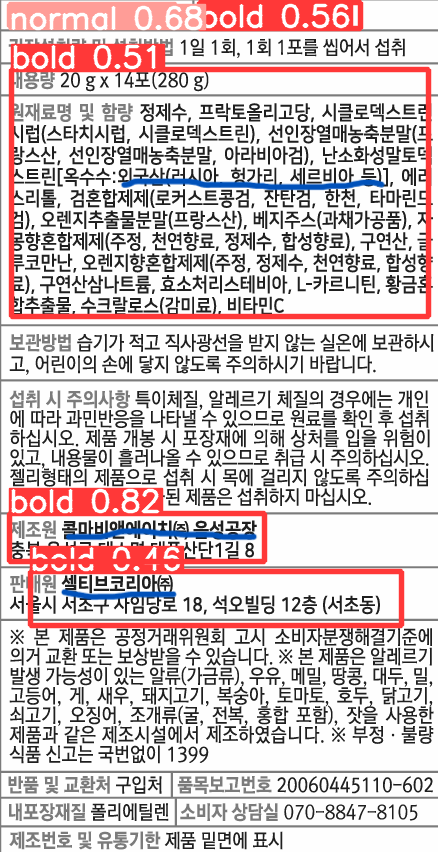 normal 0.68 bold 0.56
및 섭취방법 1일 1회, 1회 1포를 씹어서 섭취
bold 0.51
내용량 20 g x 14포(280 g)
원재료명 및 함량 정제수, 프락토올리고당, 시클로덱스트린
시럽(스타치시럽, 시클로덱스트린), 선인장열매농축분말(프
랑스산, 선인장열매농축분말, 아라비아검), 난소화성말토덱
스트린[옥수수:외국산(러시아, 헝가리, 세르비아 등)], 에리
스리톨, 검혼합제제(로커스트콩검, 잔탄검, 한천, 타마린드
검), 오렌지추출물분말(프랑스산), 베지주스(과채가공품), 자
몽향혼합제제(주정, 천연향료, 정제수, 합성향료), 구연산, 글
루코만난, 오렌지향혼합제제(주정, 정제수, 천연향료, 합성향
료), 구연산삼나트륨, 효소처리스테비아, L-카르니틴, 황금혼
합추출물, 수크랄로스(감미료), 비타민C
보관방법 습기가 적고 직사광선을 받지 않는 실온에 보관하시
고, 어린이의 손에 닿지 않도록 주의하시기 바랍니다.
섭취 시 주의사항 특이체질, 알레르기 체질의 경우에는 개인
에 따라 과민반응을 나타낼 수 있으므로 원료를 확인 후 섭취
하십시오. 제품 개봉 시 포장재에 의해 상처를 입을 위험이
있고, 내용물이 흘러나올 수 있으므로 취급 시 주의하십시오.
젤리형태의 제품으로 섭취 시 목에 걸리지 않도록 주의하십
bold 0.82 된 제품은 섭취하지 마십시오.
제조원 콜마비앤에이치㈜ 음성공장
충북 음성군 대소면 대풍산단1길 8
bold 0.46
판매원 셀티브코리아㈜
서울시 서초구 사임당로 18, 석오빌딩 12층 (서초동)
※ 본 제품은 공정거래위원회 고시 소비자분쟁해결기준에
의거 교환 또는 보상받을 수 있습니다. ※ 본 제품은 알레르기
발생 가능성이 있는 알류(가금류), 우유, 메밀, 땅콩, 대두, 밀,
고등어, 게, 새우, 돼지고기, 복숭아, 토마토, 호두, 닭고기,
쇠고기, 오징어, 조개류(굴, 전복, 홍합 포함), 잣을 사용한
제품과 같은 제조시설에서 제조하였습니다. ※ 부정·불량
식품 신고는 국번없이 1399
반품 및 교환처 구입처 품목보고번호 20060445110-602
내포장재질 폴리에틸렌 소비자 상담실 070-8847-8105
제조번호 및 유통기한 제품 밑면에 표시